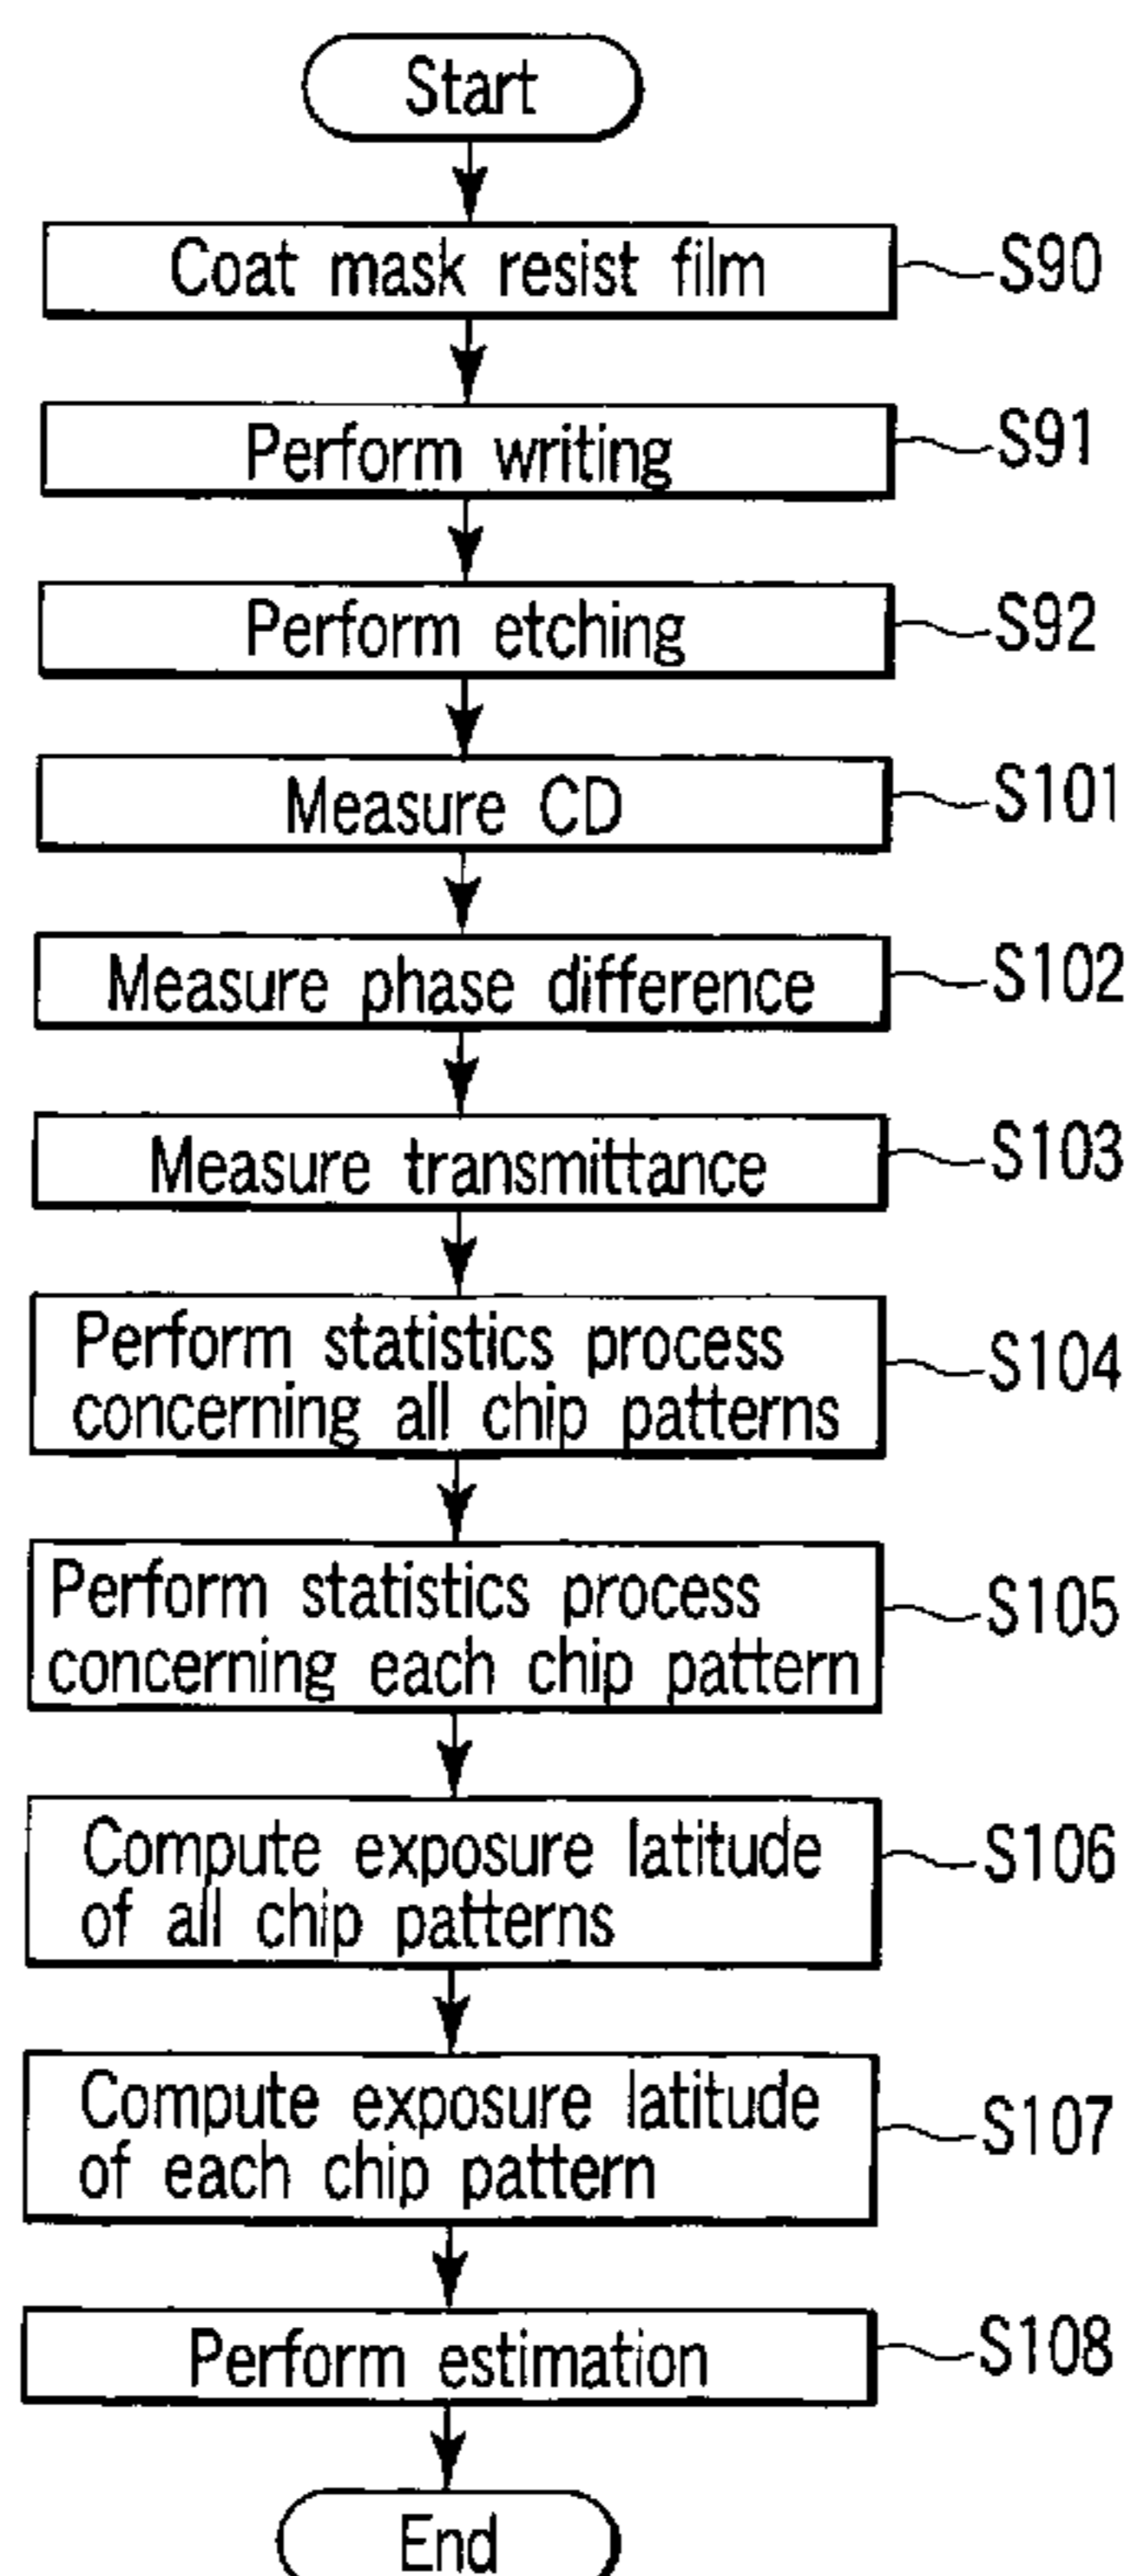 Start
Coat mask resist film
S90
Perform writing
S91
Perform etching
S92
Measure CD
S101
Measure phase difference
S102
Measure transmittance
S103
Perform statistics process
concerning all chip patterns
S104
Perform statistics process
concerning each chip pattern
S105
Compute exposure latitude
of all chip patterns
S106
Compute exposure latitude
of each chip pattern
S107
Perform estimation
S108
End